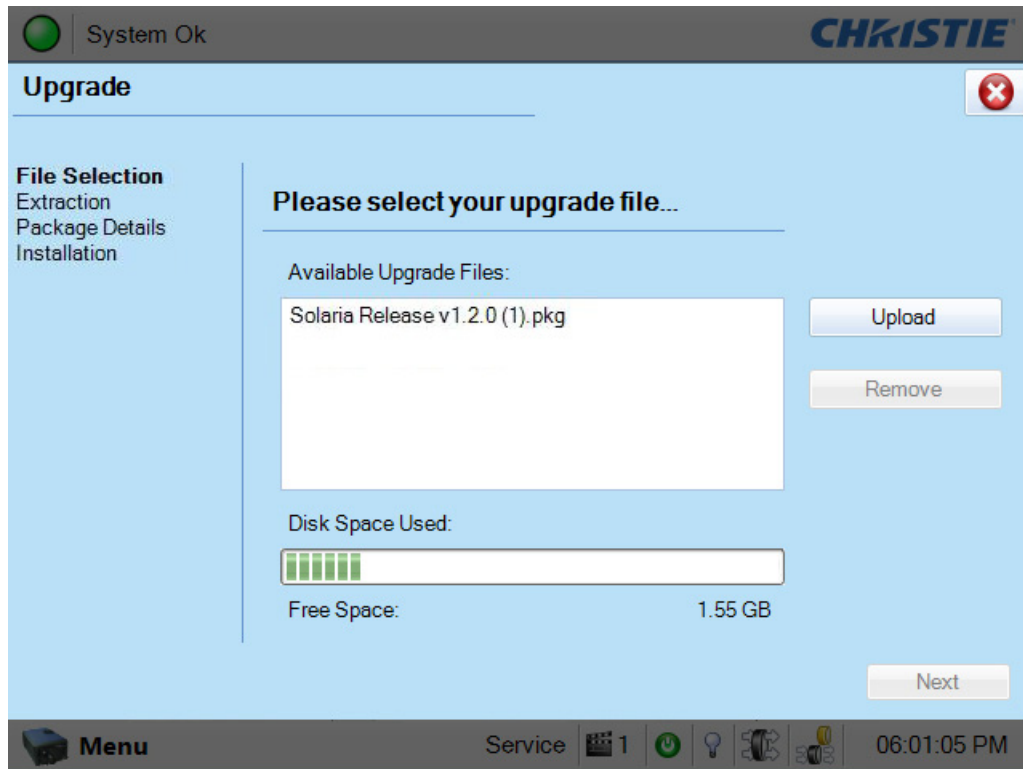 System Ok
CHRISTIE
Upgrade
File Selection
Extraction
Package Details
Installation
Please select your upgrade file...
Available Upgrade Files:
Solaria Release v1.2.0 (1).pkg
Upload
Remove
Disk Space Used:
Free Space: 1.55 GB
Next
Menu
Service
1
06:01:05 PM